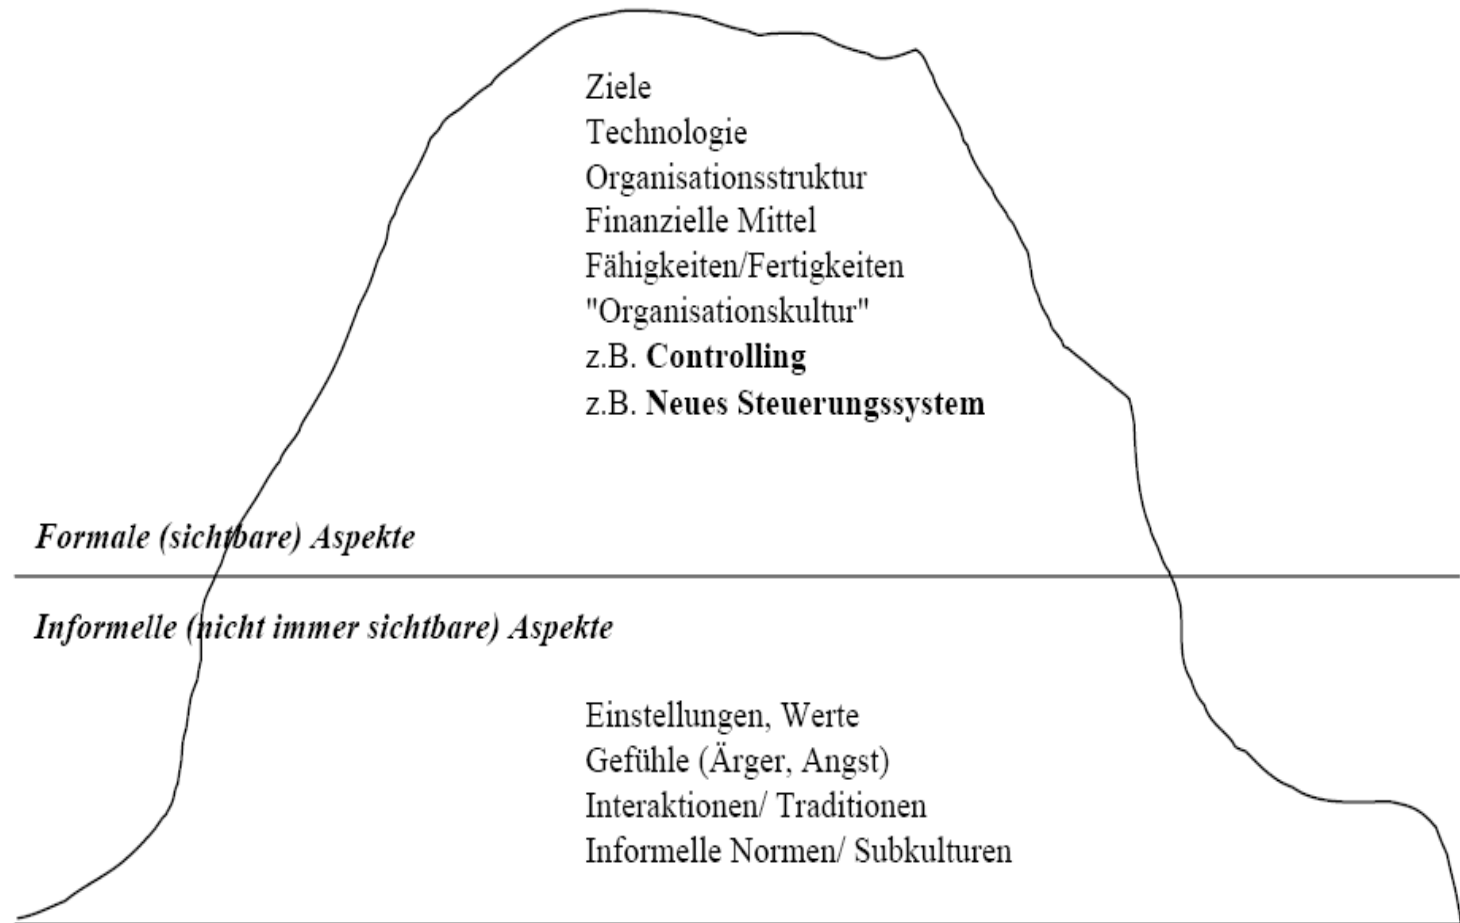 Ziele
Technologie
Organisationsstruktur
Finanzielle Mittel
Fähigkeiten/Fertigkeiten
"Organisationskultur"
z.B. Controlling
z.B. Neues Steuerungssystem
Formale (sichtbare) Aspekte
Informelle (nicht immer sichtbare) Aspekte
Einstellungen, Werte
Gefühle (Ärger, Angst)
Interaktionen/ Traditionen
Informelle Normen/ Subkulturen